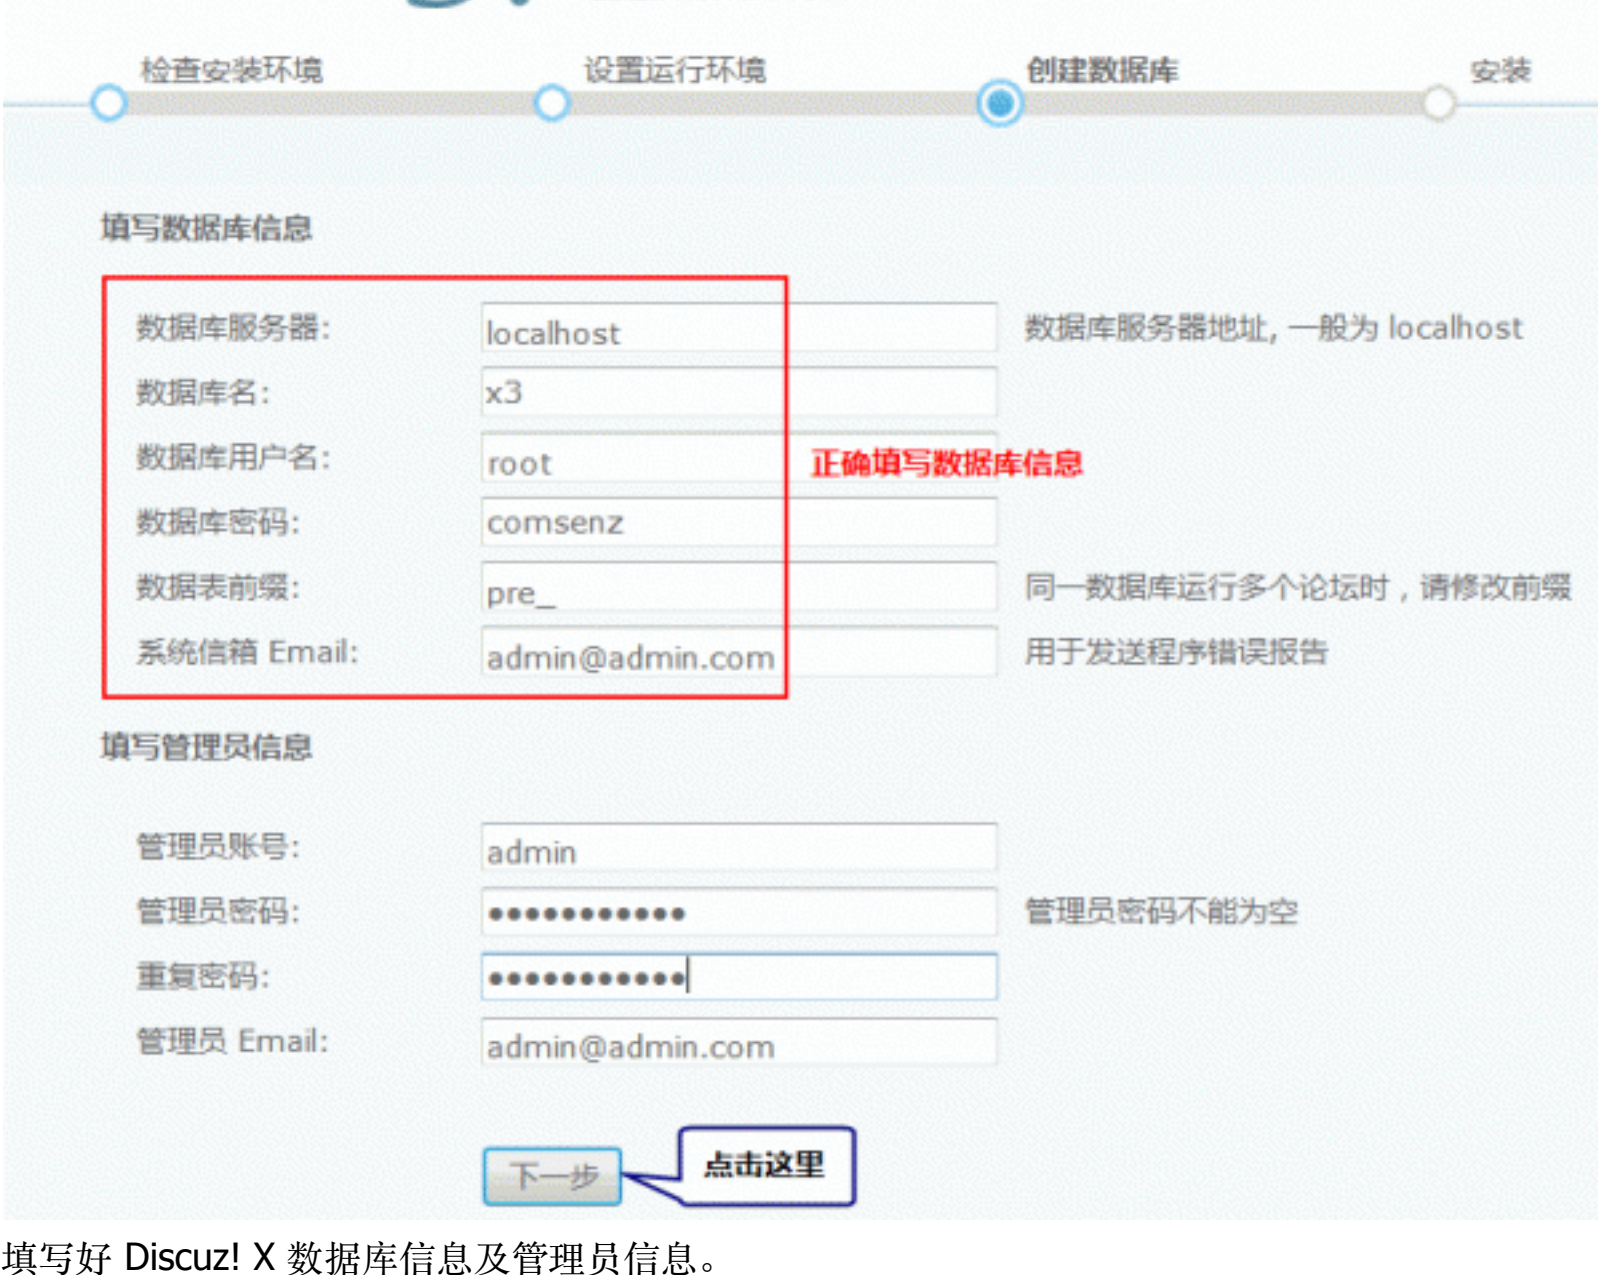 检查安装环境 设置运行环境 创建数据库 安装
填写数据库信息
数据库服务器: localhost 数据库服务器地址, 一般为 localhost
数据库名: x3
数据库用户名: root 正确填写数据库信息
数据库密码: comsenz
数据表前缀: pre_ 同一数据库运行多个论坛时，请修改前缀
系统信箱 Email: admin@admin.com 用于发送程序错误报告
填写管理员信息
管理员账号: admin
管理员密码: ●●●●●●●●●●● 管理员密码不能为空
重复密码: ●●●●●●●●●●●
管理员 Email: admin@admin.com
下一步 点击这里
填写好 Discuz! X 数据库信息及管理员信息。